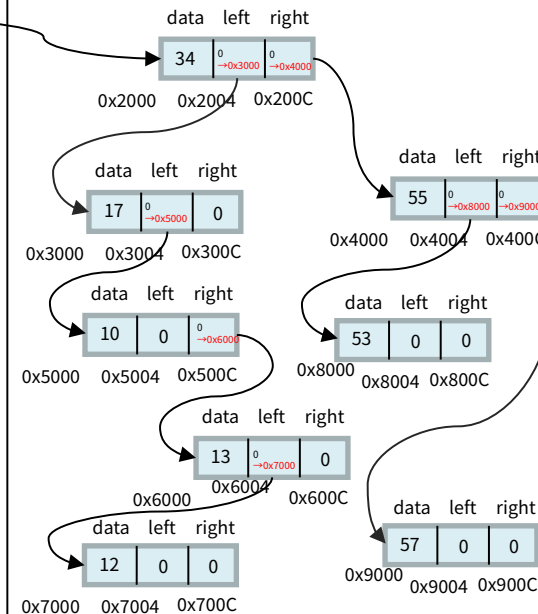 data left right
34 0 →0x3000 0 →0x4000
0x2000 0x2004 0x200C
data left right
17 0 →0x5000 0
0x3000 0x3004 0x300C
data left right
55 0 →0x8000 0 →0x9000
0x4000 0x4004 0x400C
data left right
10 0 0 →0x6000
0x5000 0x5004 0x500C
data left right
53 0 0
0x8000 0x8004 0x800C
data left right
13 0 →0x7000 0
0x6000 0x6004 0x600C
data left right
12 0 0
0x7000 0x7004 0x700C
data left right
57 0 0
0x9000 0x9004 0x900C